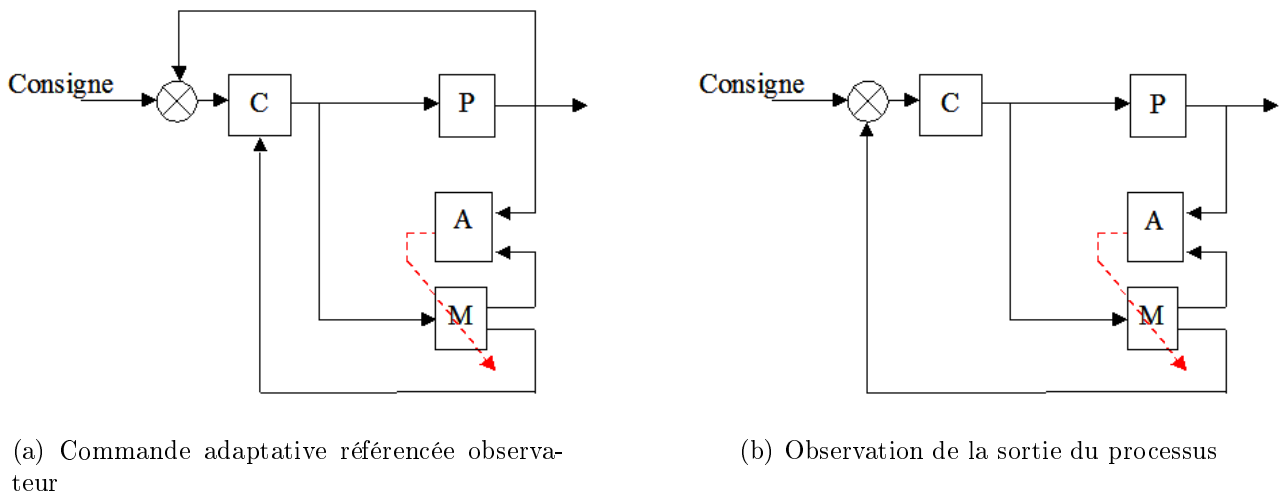 Consigne
C
P
A
M
(a) Commande adaptative référencée observa-
teur
Consigne
C
P
A
M
(b) Observation de la sortie du processus